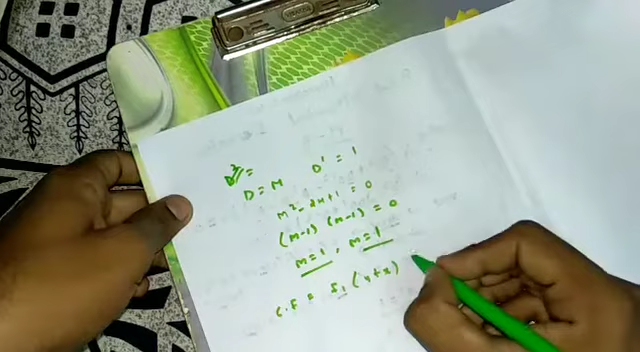 D = M D' = 1
m² - 2m + 1 = 0
(m-1) (m-1) = 0
m = 1, m = 1
C.F = f₁ (y+x)